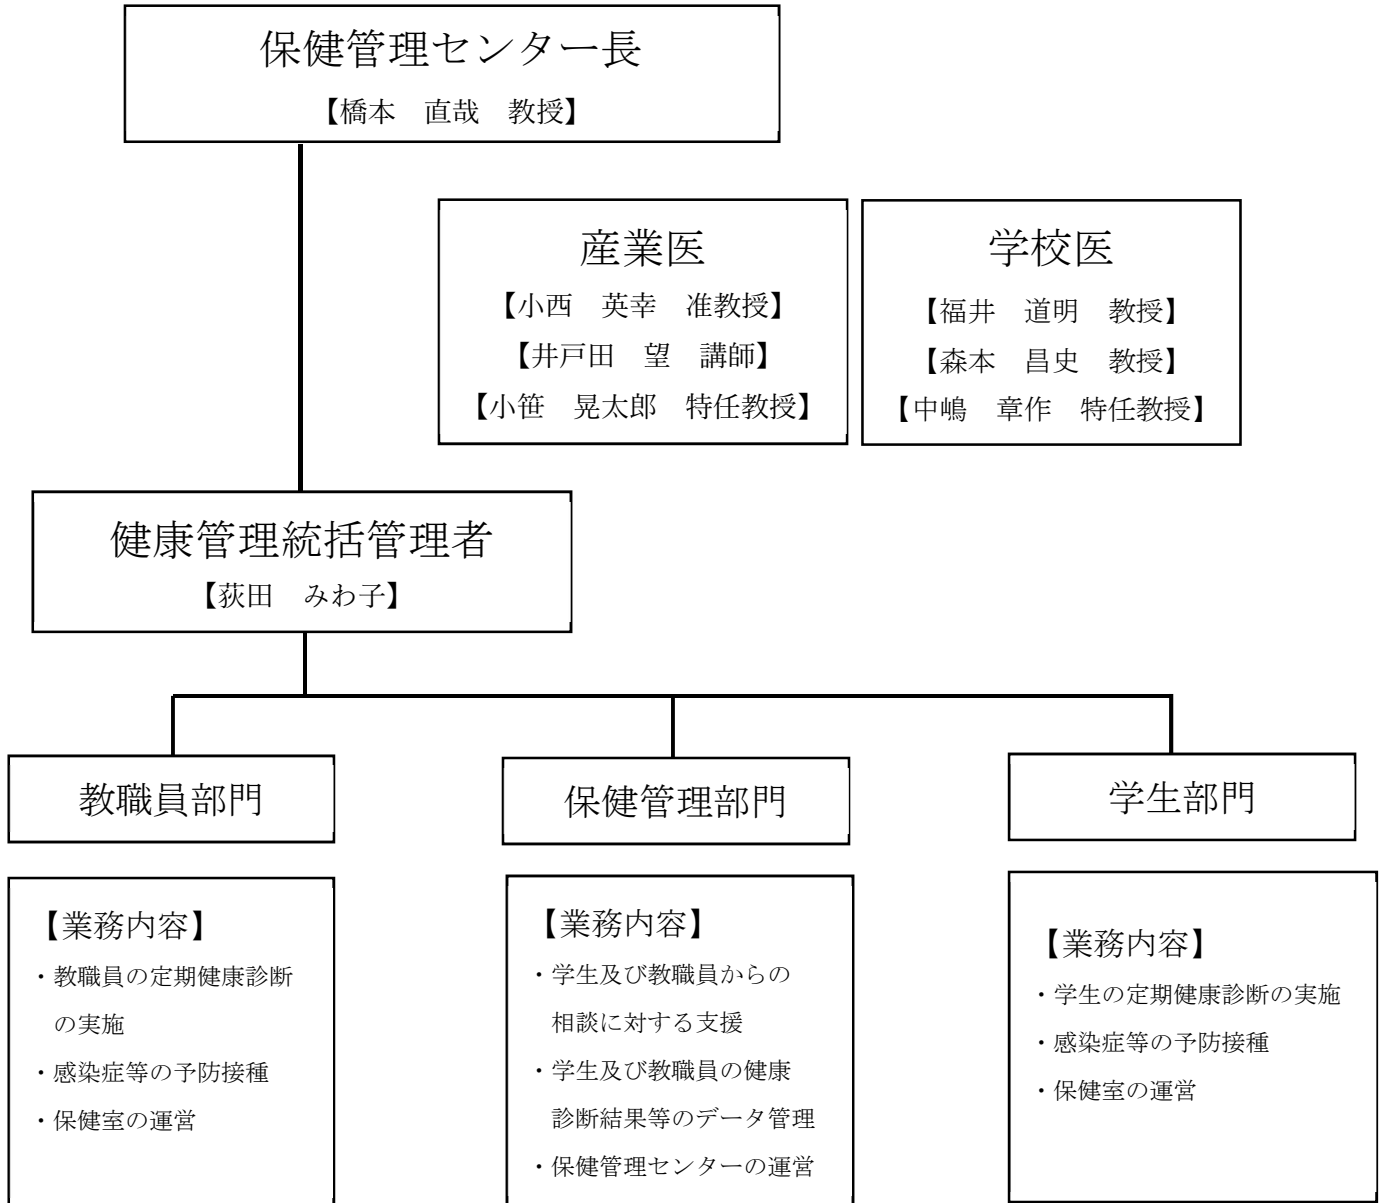 保健管理センター長
【橋本　直哉　教授】
産業医
【小西　英幸　准教授】
【井戸田　望　講師】
【小笹　晃太郎　特任教授】
学校医
【福井　道明　教授】
【森本　昌史　教授】
【中嶋　章作　特任教授】
健康管理統括管理者
【荻田　みわ子】
教職員部門
【業務内容】
・教職員の定期健康診断
の実施
・感染症等の予防接種
・保健室の運営
保健管理部門
【業務内容】
・学生及び教職員からの
相談に対する支援
・学生及び教職員の健康
診断結果等のデータ管理
・保健管理センターの運営
学生部門
【業務内容】
・学生の定期健康診断の実施
・感染症等の予防接種
・保健室の運営